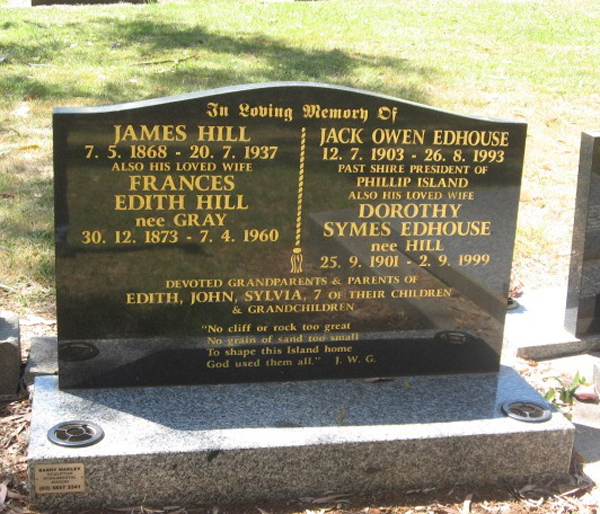 In Loving Memory Of
JAMES HILL
7. 5. 1868 - 20. 7. 1937
ALSO HIS LOVED WIFE
FRANCES
EDITH HILL
nee GRAY
30. 12. 1873 - 7. 4. 1960
JACK OWEN EDHOUSE
12. 7. 1903 - 26. 8. 1993
PAST SHIRE PRESIDENT OF
PHILLIP ISLAND
ALSO HIS LOVED WIFE
DOROTHY
SYMES EDHOUSE
nee HILL
25. 9. 1901 - 2. 9. 1999
DEVOTED GRANDPARENTS & PARENTS OF
EDITH, JOHN, SYLVIA, 7 OF THEIR CHILDREN
& GRANDCHILDREN
"No cliff or rock too great
No grain of sand too small
To shape this Island home
God used them all." J. W. G.